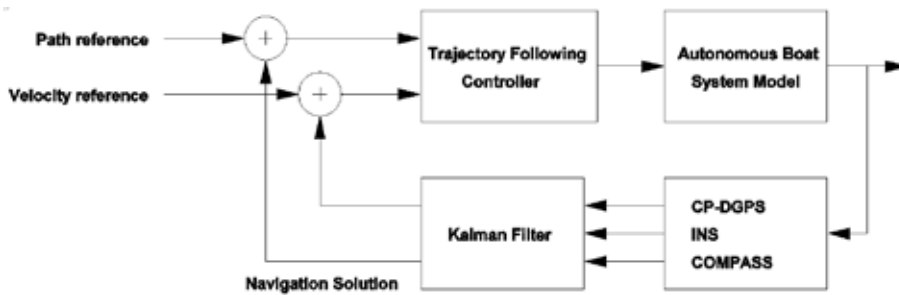 Path reference
Velocity reference
+
+
Trajectory Following
Controller
Autonomous Boat
System Model
Kalman Filter
CP-DGPS
INS
COMPASS
Navigation Solution